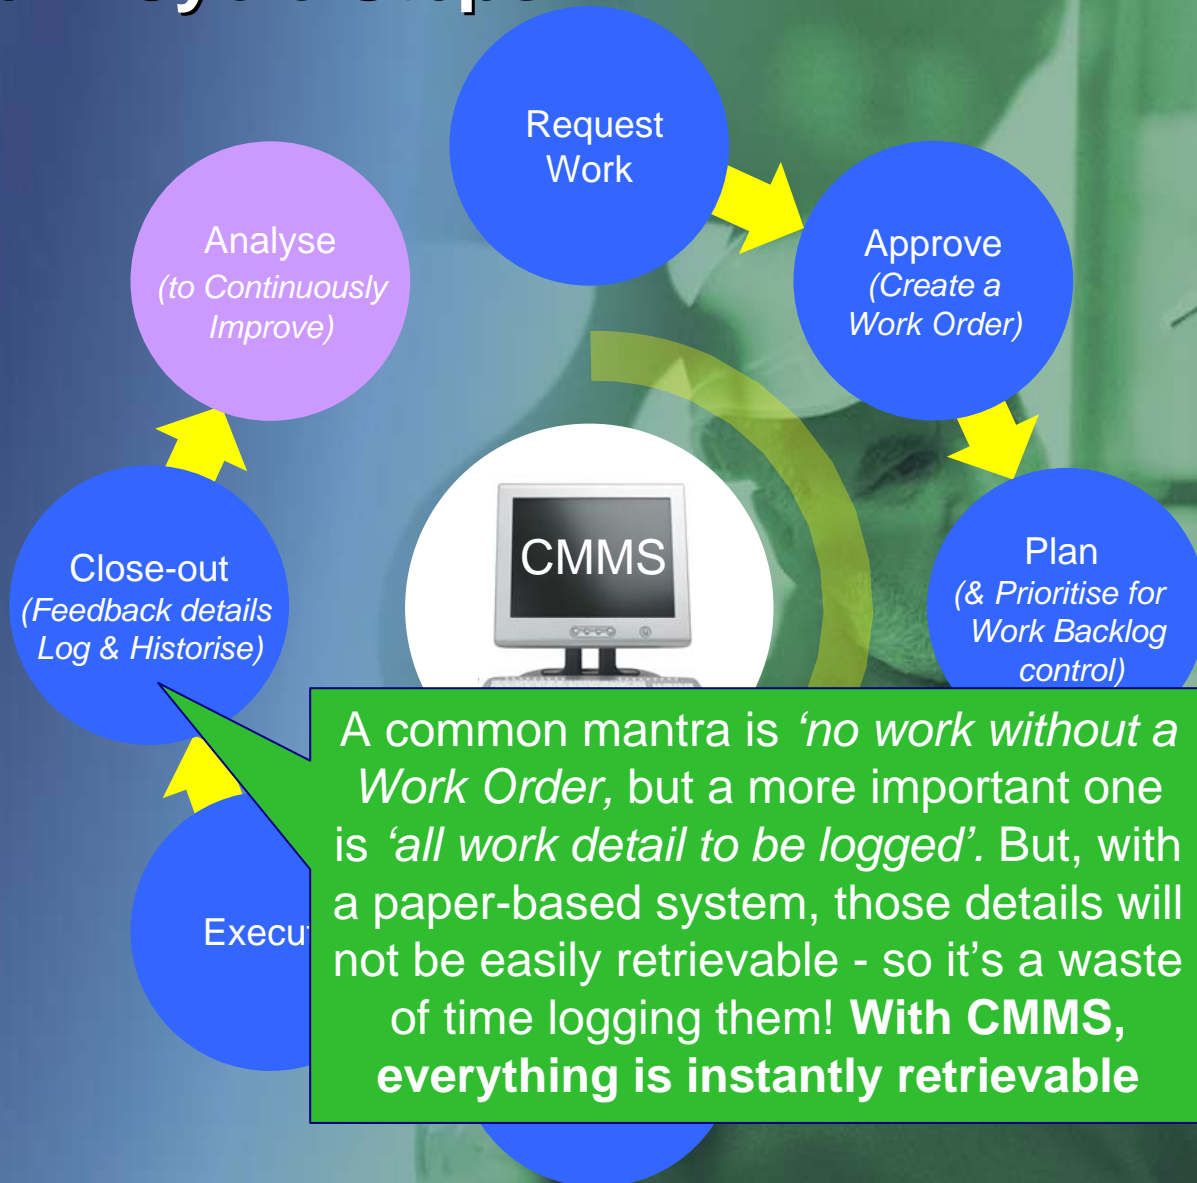 Request
Work
Analyse
(to Continuously
Improve)
Approve
(Create a
Work Order)
CMMS
Close-out
(Feedback details
Log & Historise)
Plan
(& Prioritise for
Work Backlog
control)
A common mantra is ‘no work without a
Work Order, but a more important one
is ‘all work detail to be logged’. But, with
a paper-based system, those details will
not be easily retrievable - so it’s a waste
of time logging them! With CMMS,
everything is instantly retrievable
Execut